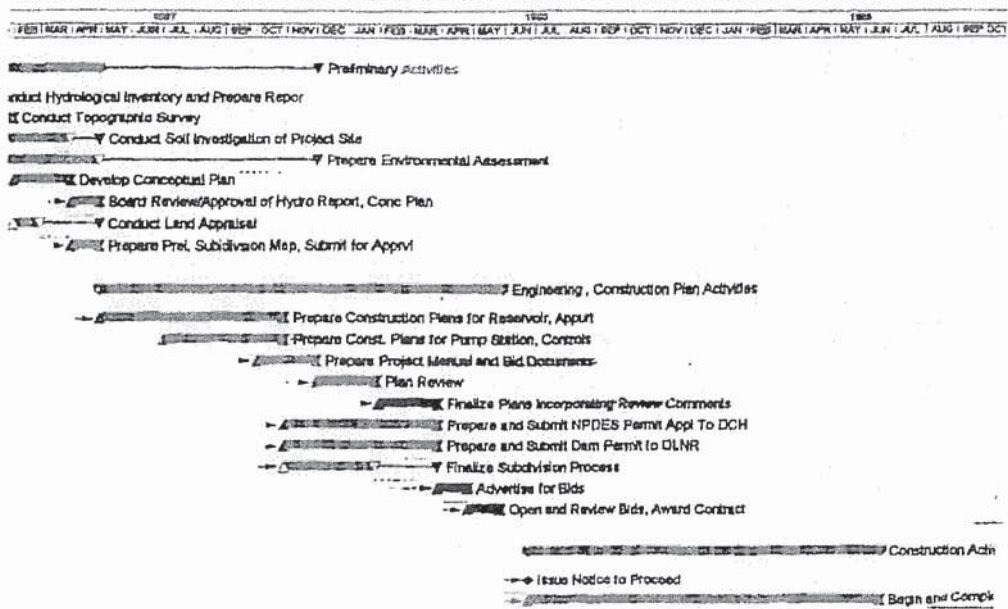 FEB MAR APR MAY JUN JUL AUG SEP OCT NOV DEC JAN FEB MAR APR MAY JUN JUL AUG SEP OCT NOV DEC JAN FEB MAR APR MAY JUN JUL AUG SEP OCT
Preliminary Activities
nduct Hydrological Inventory and Prepare Repor
Conduct Topographic Survey
Conduct Soil Investigation of Project Site
Prepare Environmental Assessment
Develop Conceptual Plan
Board Review/Approval of Hydro Report, Conc Plan
Conduct Land Appraisal
Prepare Prel. Subdivision Map, Submit for Apprvl
Engineering, Construction Plan Activities
Prepare Construction Plans for Reservoir, Appurt
Prepare Const. Plans for Pump Station, Controls
Prepare Project Manual and Bid Documents
Plan Review
Finalize Plans Incorporating Review Comments
Prepare and Submit NPDES Permit Appl To DCH
Prepare and Submit Dam Permit to DLNR
Finalize Subdivision Process
Advertise for Bids
Open and Review Bids, Award Contract
Construction Activ
Issue Notice to Proceed
Begin and Comple